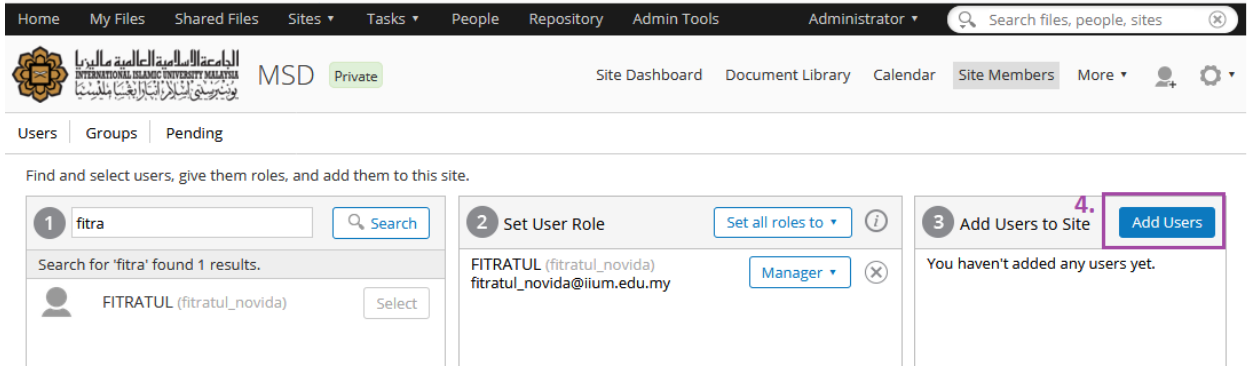 Home My Files Shared Files Sites ▾ Tasks ▾ People Repository Admin Tools Administrator ▾ Search files, people, sites
الجامعة الإسلامية العالمية ماليزيا
INTERNATIONAL ISLAMIC UNIVERSITY MALAYSIA
MSD Private Site Dashboard Document Library Calendar Site Members More ▾
Users Groups Pending
Find and select users, give them roles, and add them to this site.
1 fitra Search
Search for 'fitra' found 1 results.
FITRATUL (fitratul_novida) Select
2 Set User Role Set all roles to ▾ i
FITRATUL (fitratul_novida)
fitratul_novida@iium.edu.my
Manager ▾
4.
3 Add Users to Site Add Users
You haven't added any users yet.